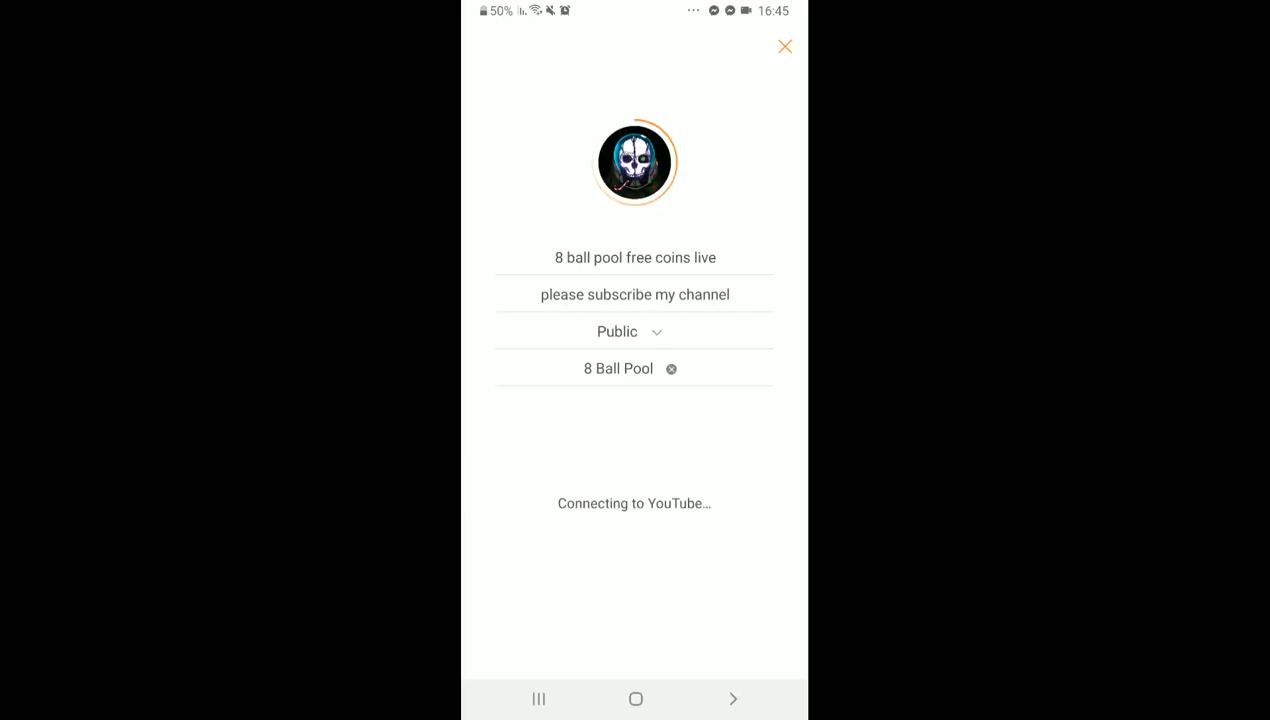 50%
16:45
8 ball pool free coins live
please subscribe my channel
Public
8 Ball Pool
Connecting to YouTube...